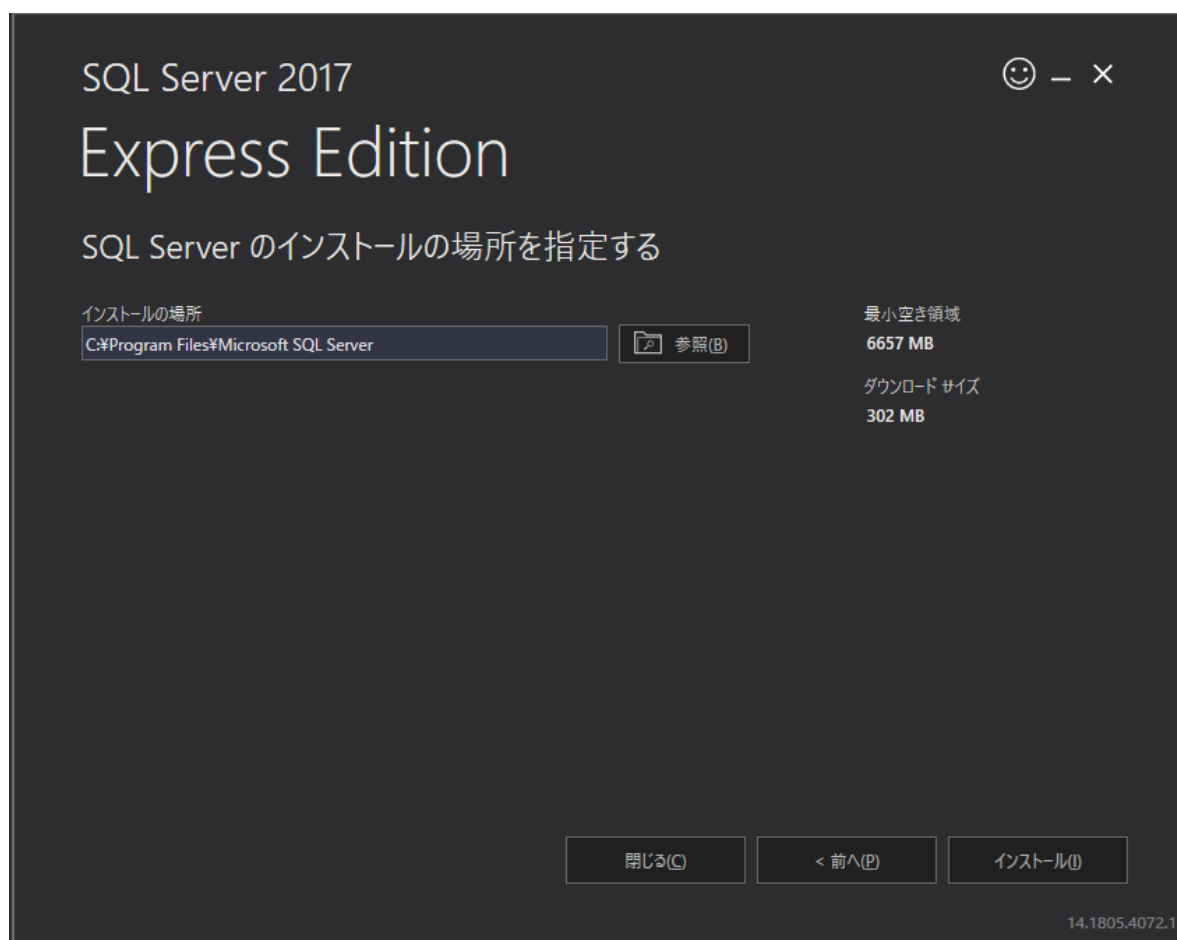 SQL Server 2017
Express Edition
SQL Server のインストールの場所を指定する
インストールの場所
C:¥Program Files¥Microsoft SQL Server
参照(B)
最小空き領域
6657 MB
ダウンロード サイズ
302 MB
閉じる(C)
< 前へ(P)
インストール(I)
14.1805.4072.1